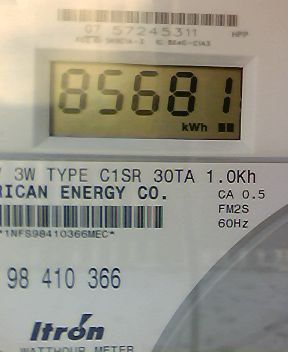 07 57245311 HPP
85681
kWh
3W TYPE C1SR 30TA 1.0Kh
RICAN ENERGY CO. CA 0.5
FM2S
*1NFS98410366MEC* 60Hz
98 410 366
Itron
WATTHOUR METER